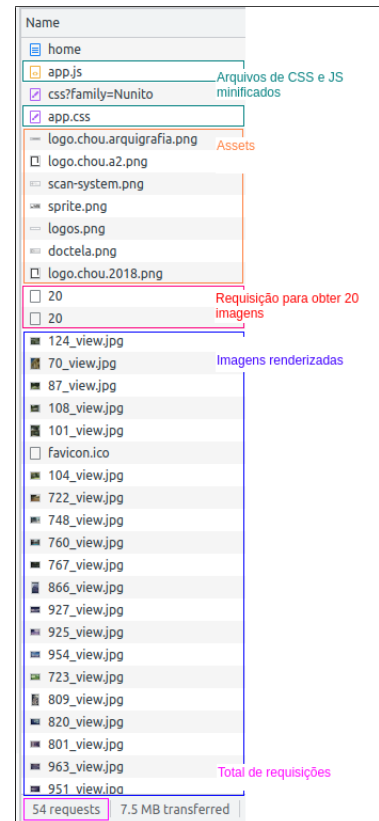 Name
home
app.js
Arquivos de CSS e JS
minificados
css?family=Nunito
app.css
logo.chou.arquigrafia.png
Assets
logo.chou.a2.png
scan-system.png
sprite.png
logos.png
doctela.png
logo.chou.2018.png
20
Requisição para obter 20
imagens
20
124_view.jpg
70_view.jpg
Imagens renderizadas
87_view.jpg
108_view.jpg
101_view.jpg
favicon.ico
104_view.jpg
722_view.jpg
748_view.jpg
760_view.jpg
767_view.jpg
866_view.jpg
927_view.jpg
925_view.jpg
954_view.jpg
723_view.jpg
809_view.jpg
820_view.jpg
801_view.jpg
963_view.jpg
Total de requisições
951_view.jpg
54 requests 7.5 MB transferred